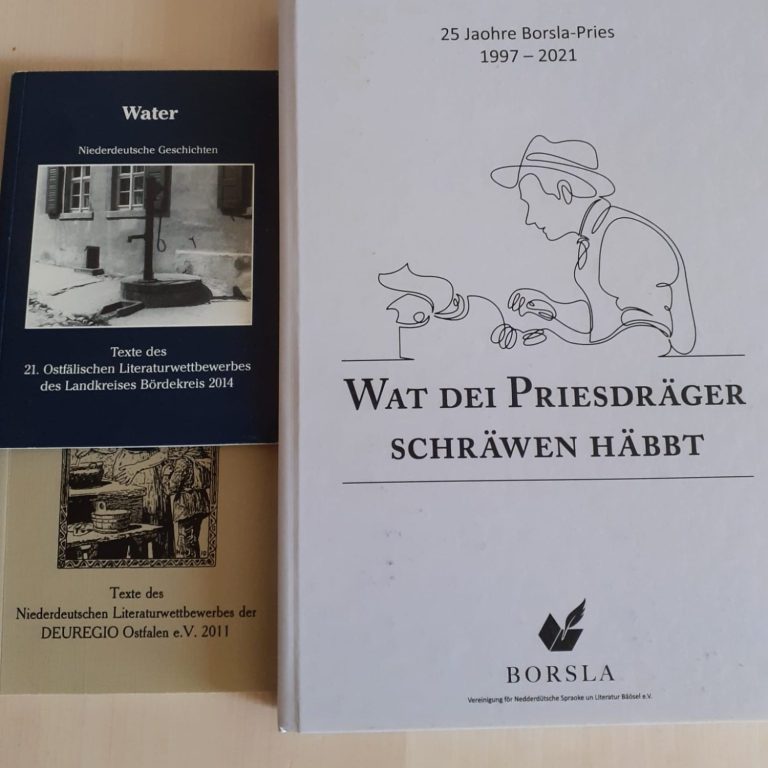 Water
Niederdeutsche Geschichten
Texte des
21. Ostfälischen Literaturwettbewerbes
des Landkreises Bördekreis 2014
Texte des
Niederdeutschen Literaturwettbewerbes der
DEUREGIO Ostfalen e.V. 2011
25 Jaohre Borsla-Pries
1997 – 2021
WAT DEI PRIESDRÄGER
SCHRÄWEN HÄBBT
BORSLA
Vereinigung för Nedderdütsche Spraoke un Literatur Bäösel e.V.